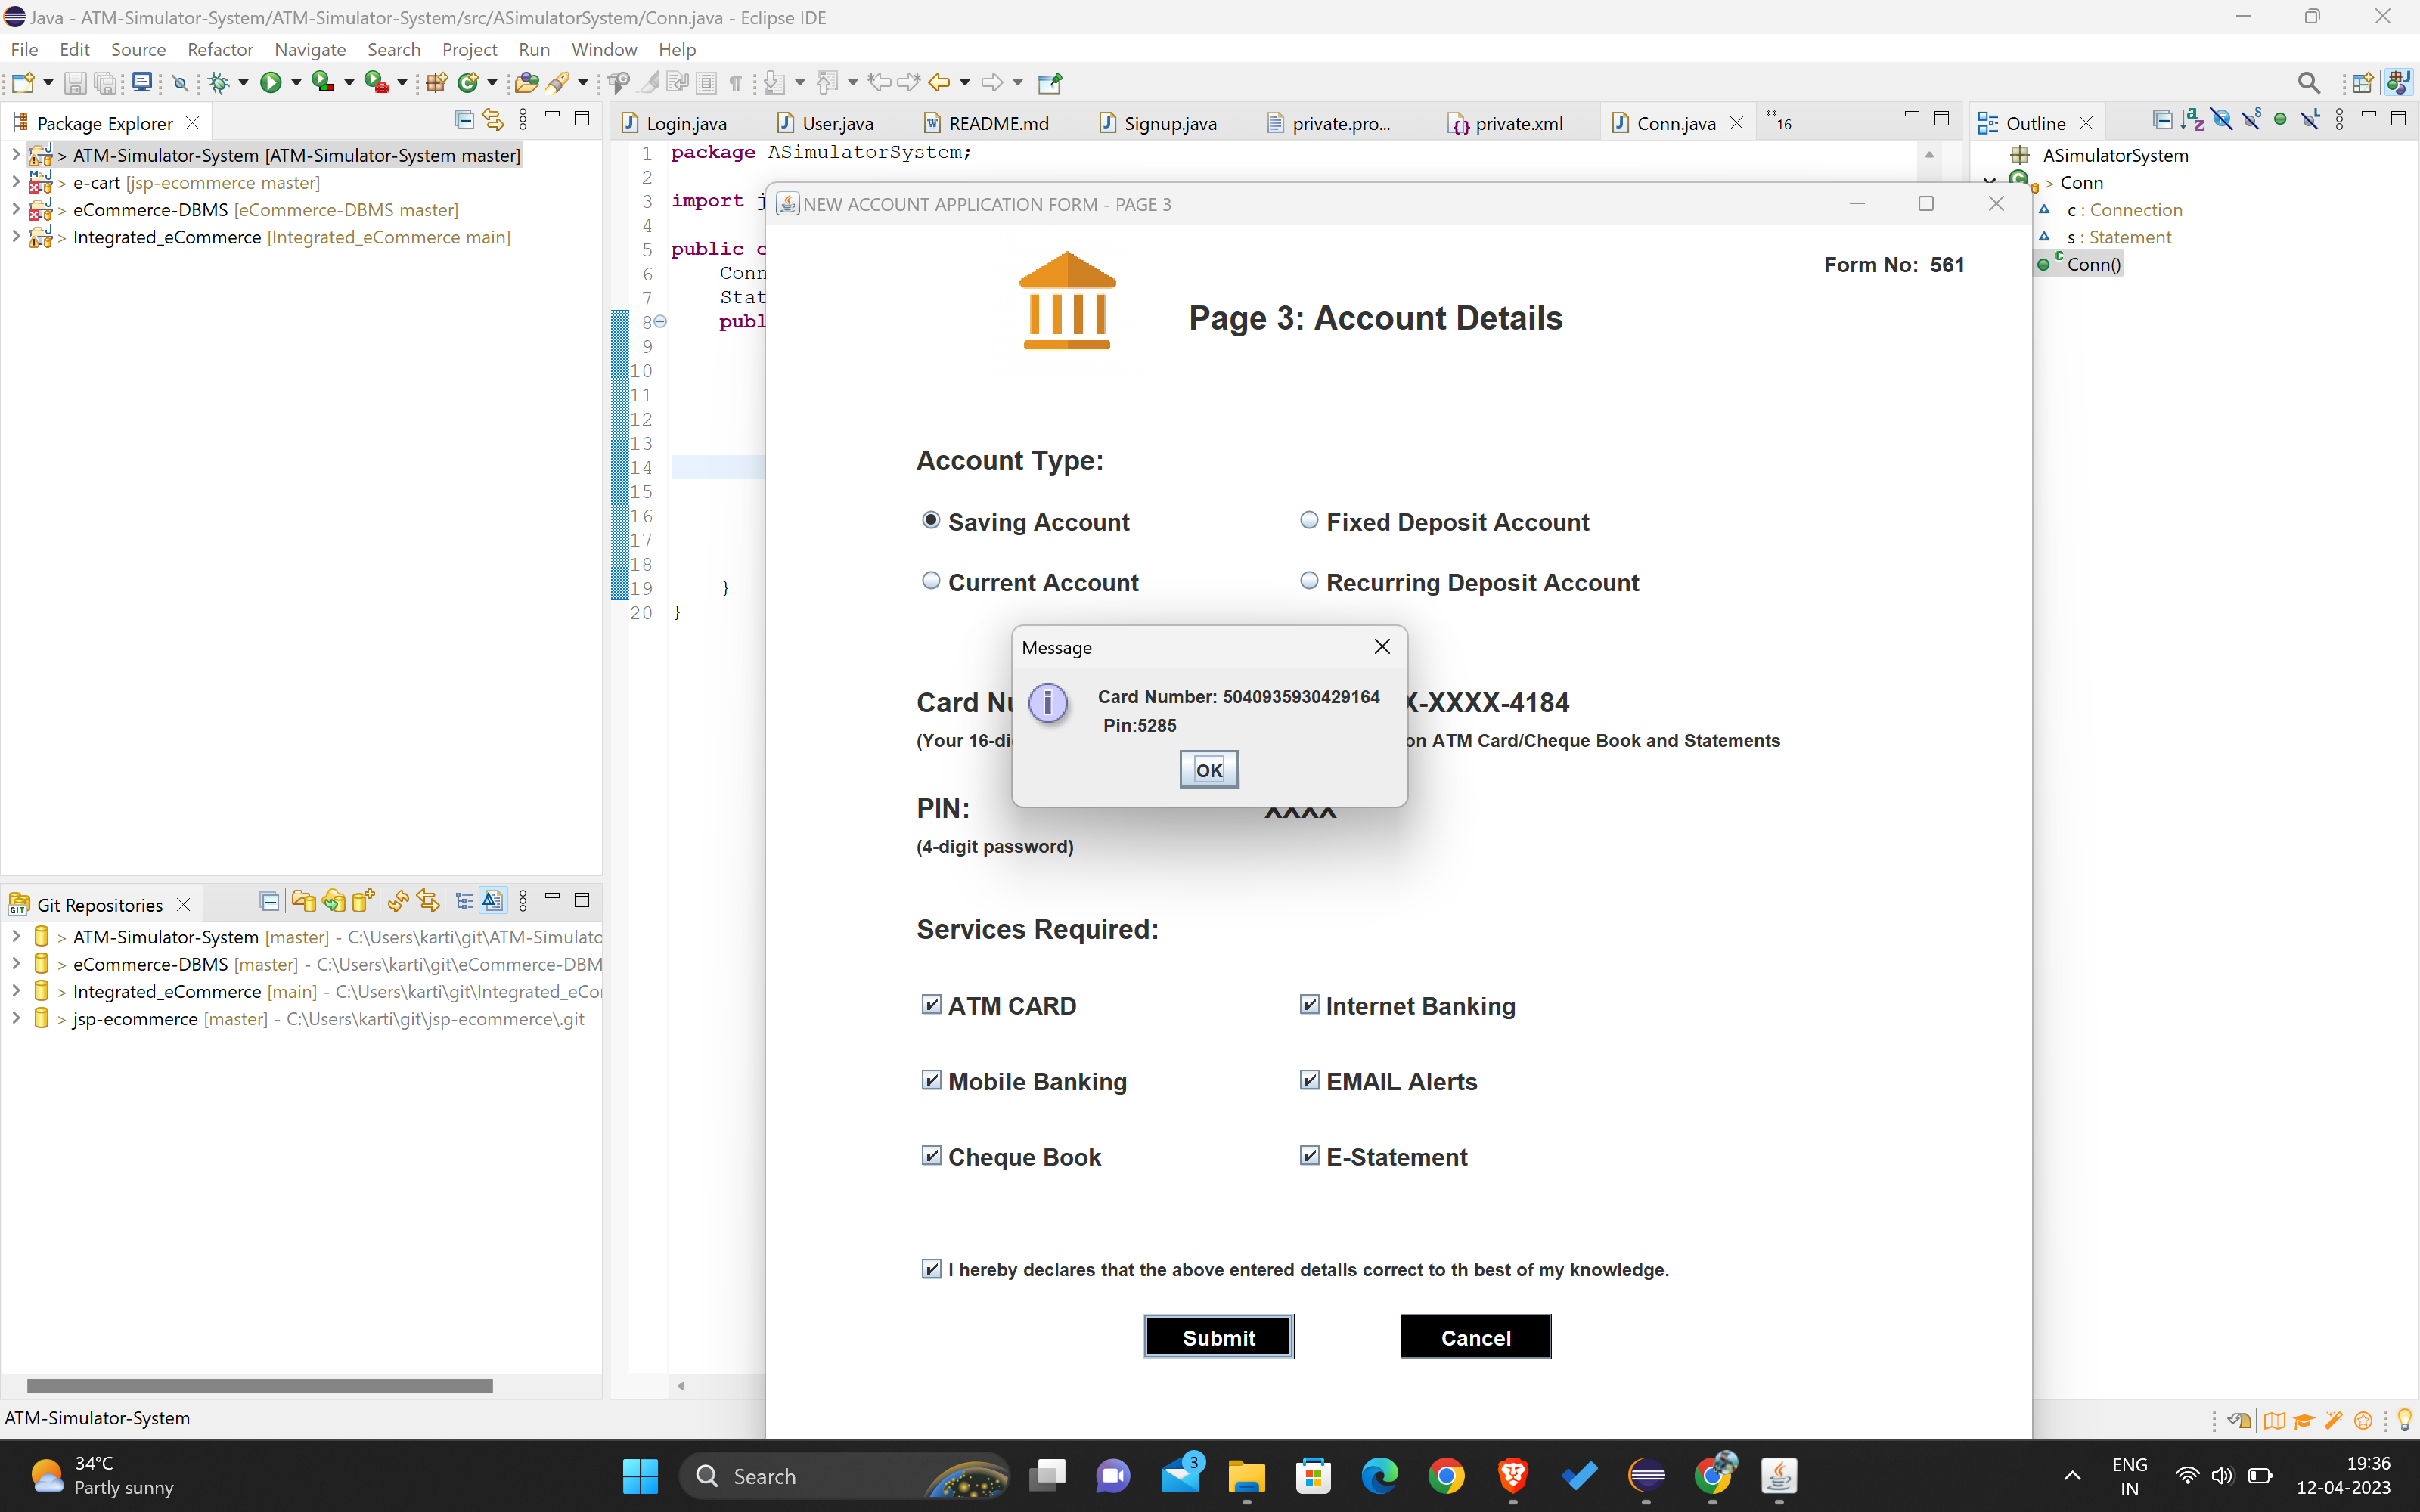 Java - ATM-Simulator-System/ATM-Simulator-System/src/ASimulatorSystem/Conn.java - Eclipse IDE
File Edit Source Refactor Navigate Search Project Run Window Help
Package Explorer
> ATM-Simulator-System [ATM-Simulator-System master]
> e-cart [jsp-ecommerce master]
> eCommerce-DBMS [eCommerce-DBMS master]
> Integrated_eCommerce [Integrated_eCommerce main]
Login.java User.java README.md Signup.java private.pro... private.xml Conn.java »16
1 package ASimulatorSystem;
2
3 import j
4
5 public c
6 Conn
7 Stat
8 publ
9
10
11
12
13
14
15
16
17
18
19 }
20 }
Outline
ASimulatorSystem
> Conn
c : Connection
s : Statement
Conn()
NEW ACCOUNT APPLICATION FORM - PAGE 3
Form No: 561
Page 3: Account Details
Account Type:
Saving Account Fixed Deposit Account
Current Account Recurring Deposit Account
Message
Card Number: 5040935930429164
Pin:5285
OK
Card Nu X-XXXX-4184
(Your 16-di on ATM Card/Cheque Book and Statements
PIN: XXXX
(4-digit password)
Services Required:
ATM CARD Internet Banking
Mobile Banking EMAIL Alerts
Cheque Book E-Statement
I hereby declares that the above entered details correct to th best of my knowledge.
Submit Cancel
Git Repositories
> ATM-Simulator-System [master] - C:\Users\karti\git\ATM-Simulato
> eCommerce-DBMS [master] - C:\Users\karti\git\eCommerce-DBM
> Integrated_eCommerce [main] - C:\Users\karti\git\Integrated_eCo
> jsp-ecommerce [master] - C:\Users\karti\git\jsp-ecommerce\.git
ATM-Simulator-System
34°C
Partly sunny
Search
3
ENG
IN
19:36
12-04-2023